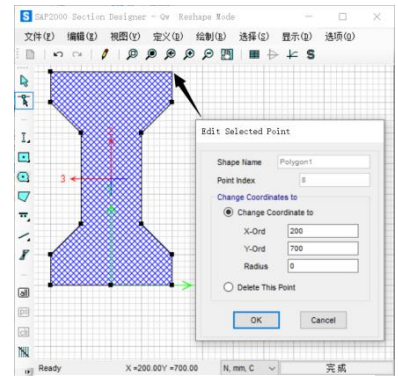 SAP2000 Section Designer - Qw Reshape Mode
文件(F) 编辑(E) 视图(V) 定义(D) 绘制(D) 选择(S) 显示(D) 选项(O)
Edit Selected Point
Shape Name Polygon1
Point Index 8
Change Coordinates to
Change Coordinate to
X-Ord 200
Y-Ord 700
Radius 0
Delete This Point
OK Cancel
3
Ready X =200.00Y =700.00 N, mm, C 完成